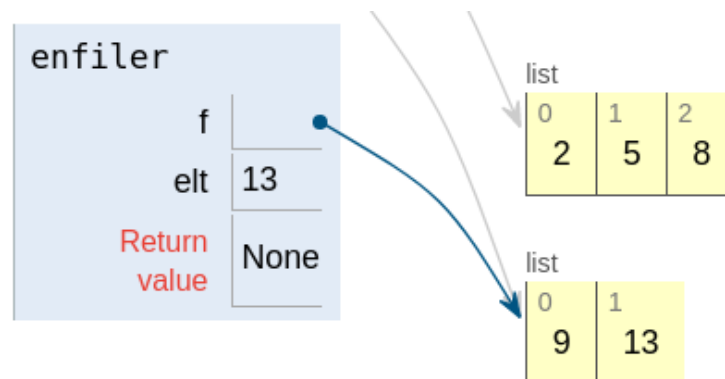 enfiler
f
elt 13
Return
value None
list
0 1 2
2 5 8
list
0 1
9 13